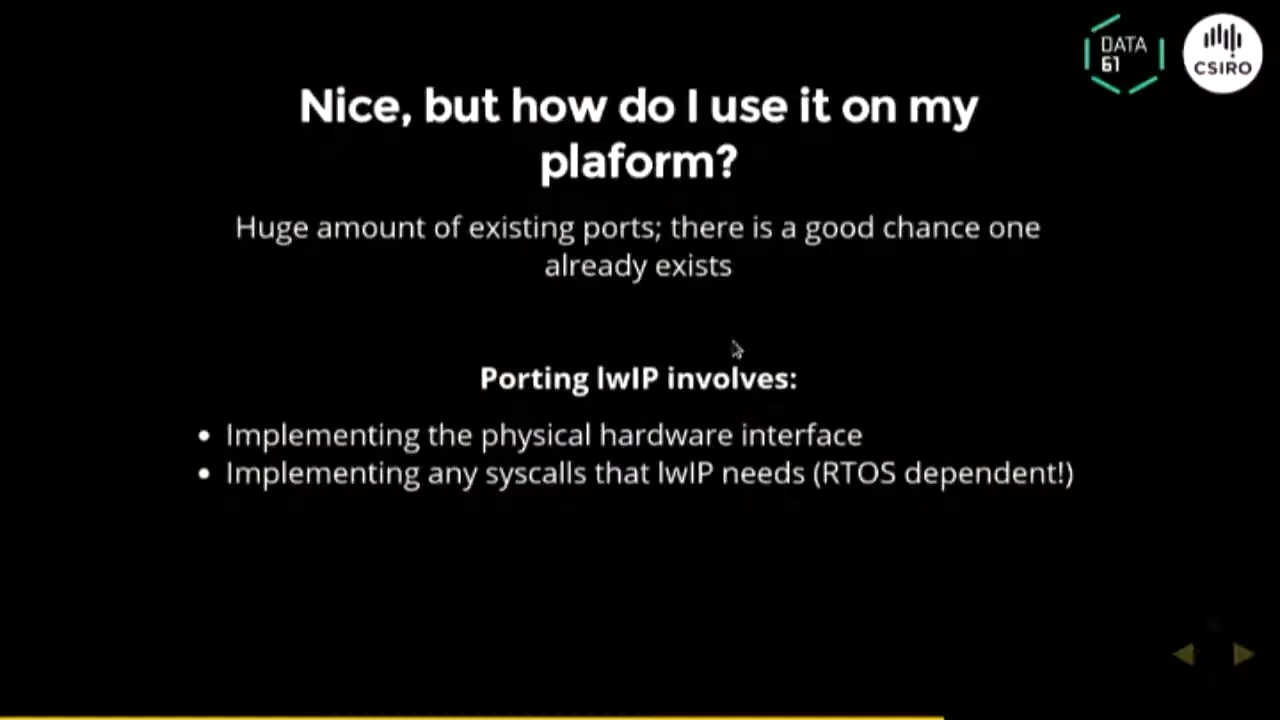 DATA
61
CSIRO
Nice, but how do I use it on my
plaform?
Huge amount of existing ports; there is a good chance one
already exists
Porting lwIP involves:
• Implementing the physical hardware interface
• Implementing any syscalls that lwIP needs (RTOS dependent!)